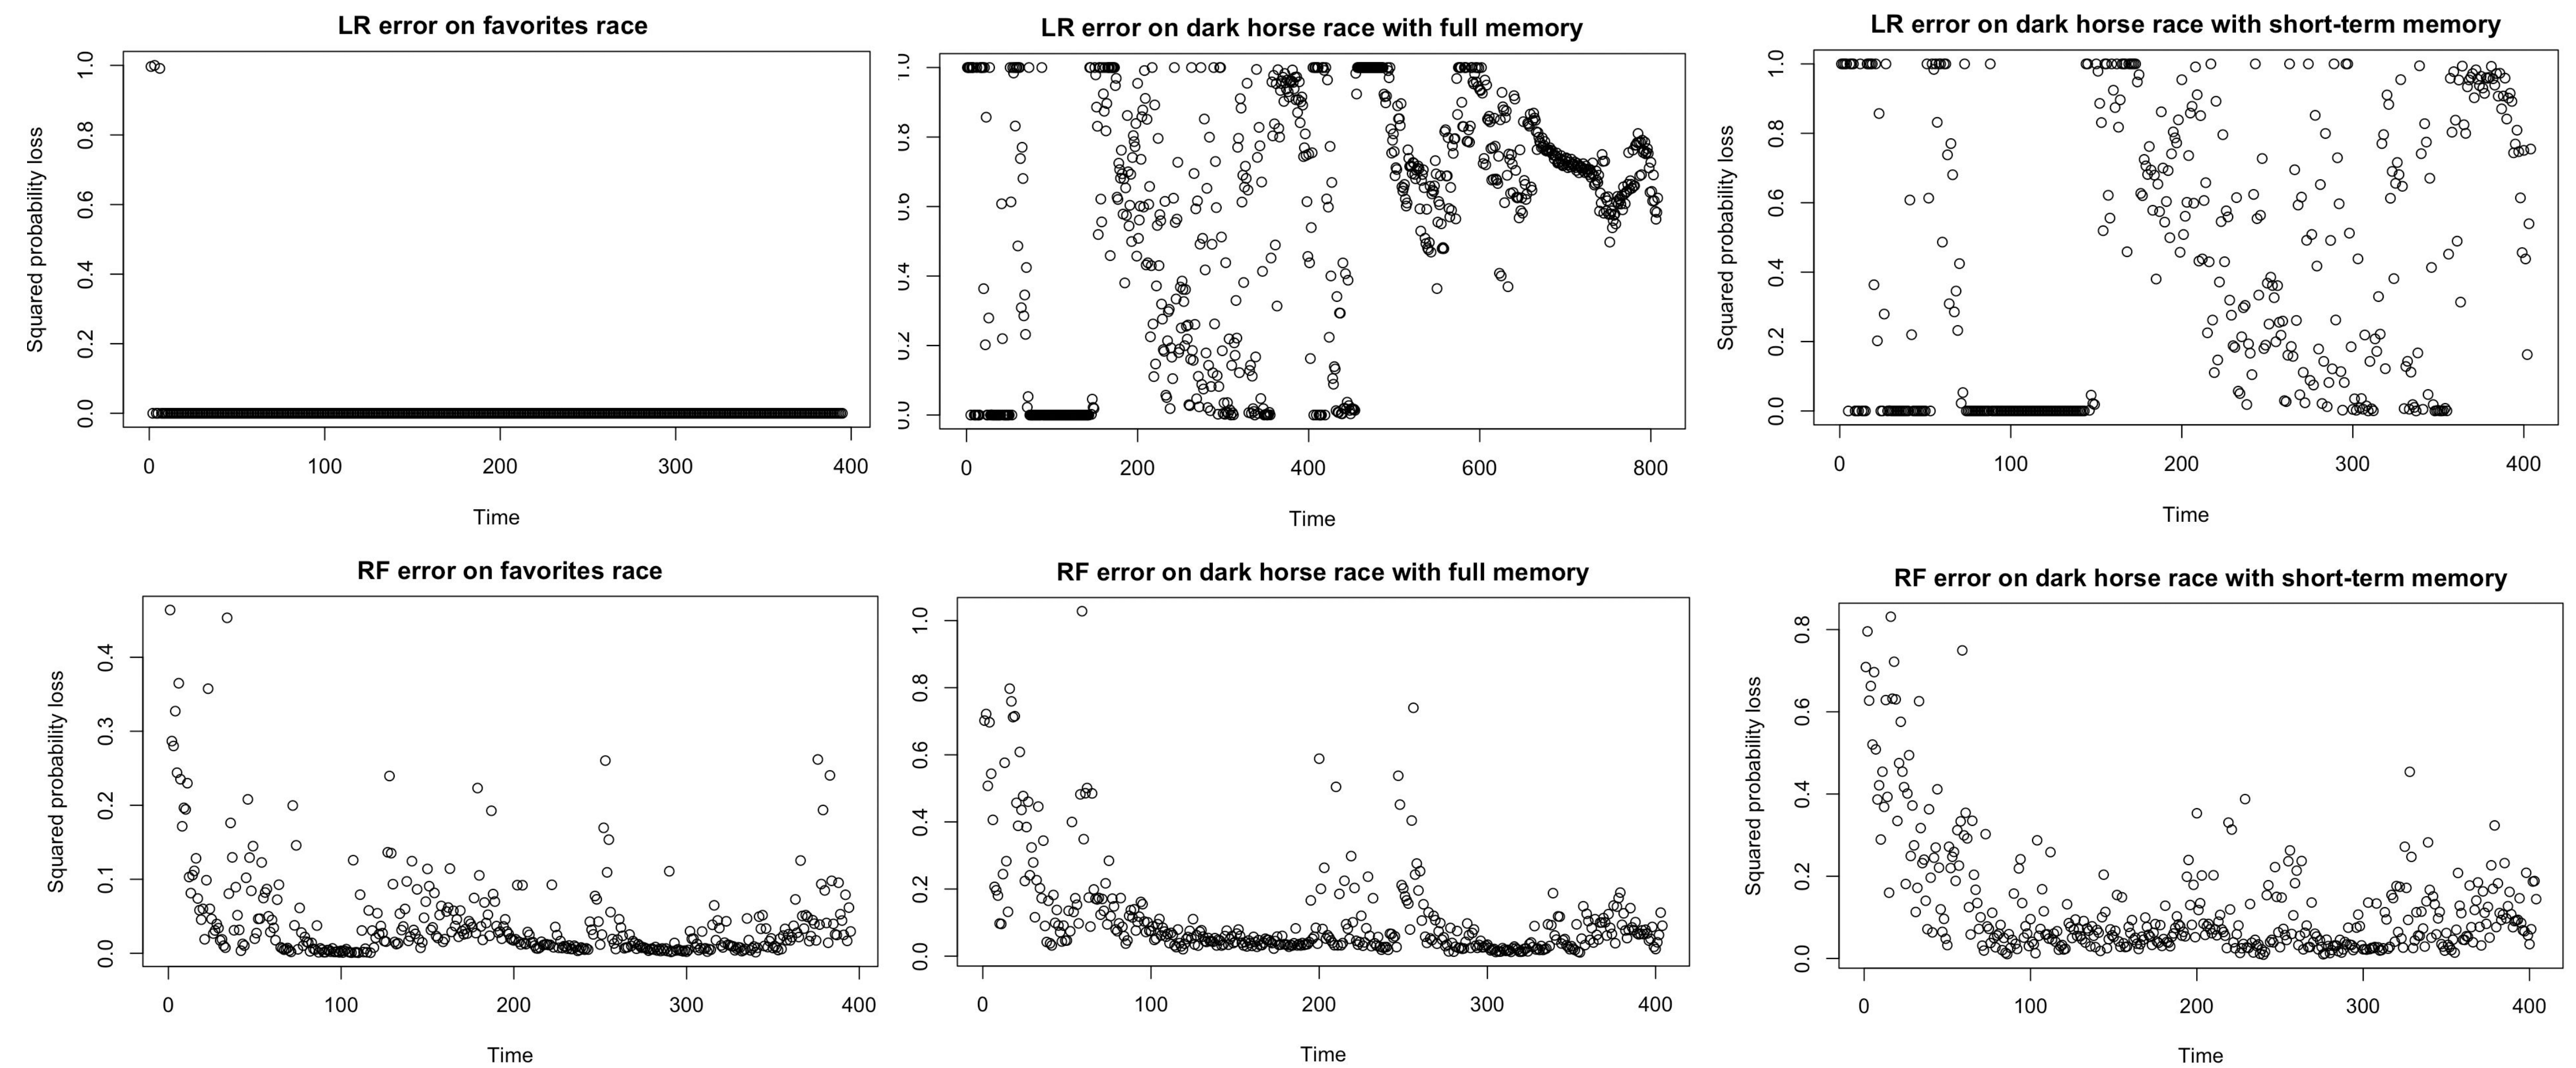 LR error on favorites race
Squared probability loss
1.0
0.8
0.6
0.4
0.2
0.0
0 100 200 300 400
Time
LR error on dark horse race with full memory
0 200 400 600 800
Time
LR error on dark horse race with short-term memory
Squared probability loss
1.0
0.8
0.6
0.4
0.2
0.0
0 100 200 300 400
Time
RF error on favorites race
Squared probability loss
0.4
0.3
0.2
0.1
0.0
0 100 200 300 400
Time
RF error on dark horse race with full memory
1.0
0.8
0.6
0.4
0.2
0.0
0 100 200 300 400
Time
RF error on dark horse race with short-term memory
Squared probability loss
0.8
0.6
0.4
0.2
0.0
0 100 200 300 400
Time